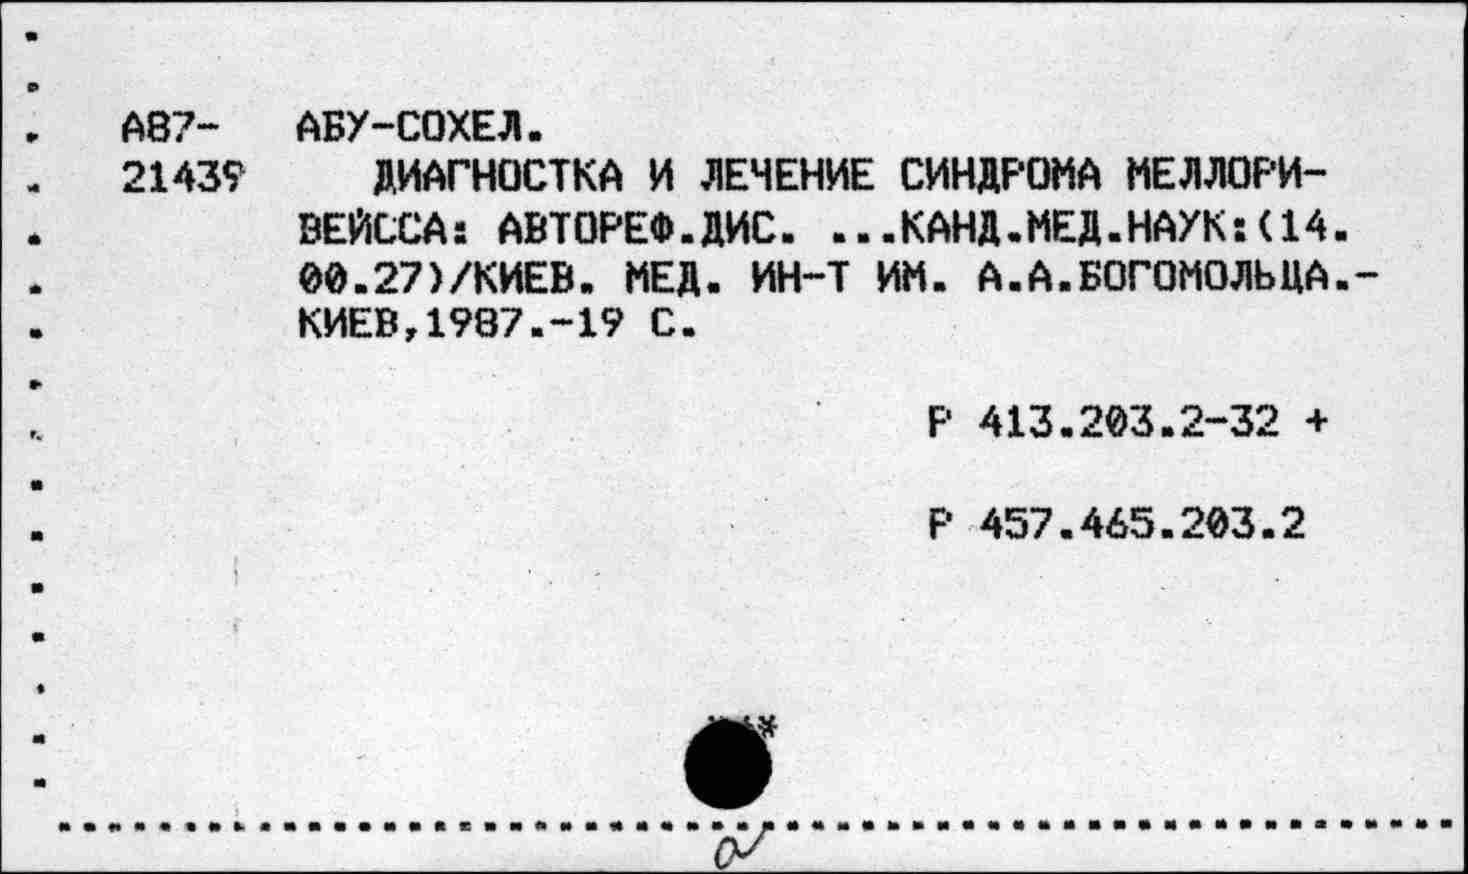 А87- АБУ-СОХЕЛ.
21439 ДИАГНОСТКА И ЛЕЧЕНИЕ СИНДРОМА МЕЛЛОРИ-
ВЕЙССА: АВТОРЕФ.ДИС. ...КАНД.МЕД.НАУК:(14.
00.27)/КИЕВ. МЕД. ИН-Т ИМ. А.А.БОГОМОЛЬЦА.-
КИЕВ,1987.-19 С.
Р 413.203.2-32 +
Р 457.465.203.2